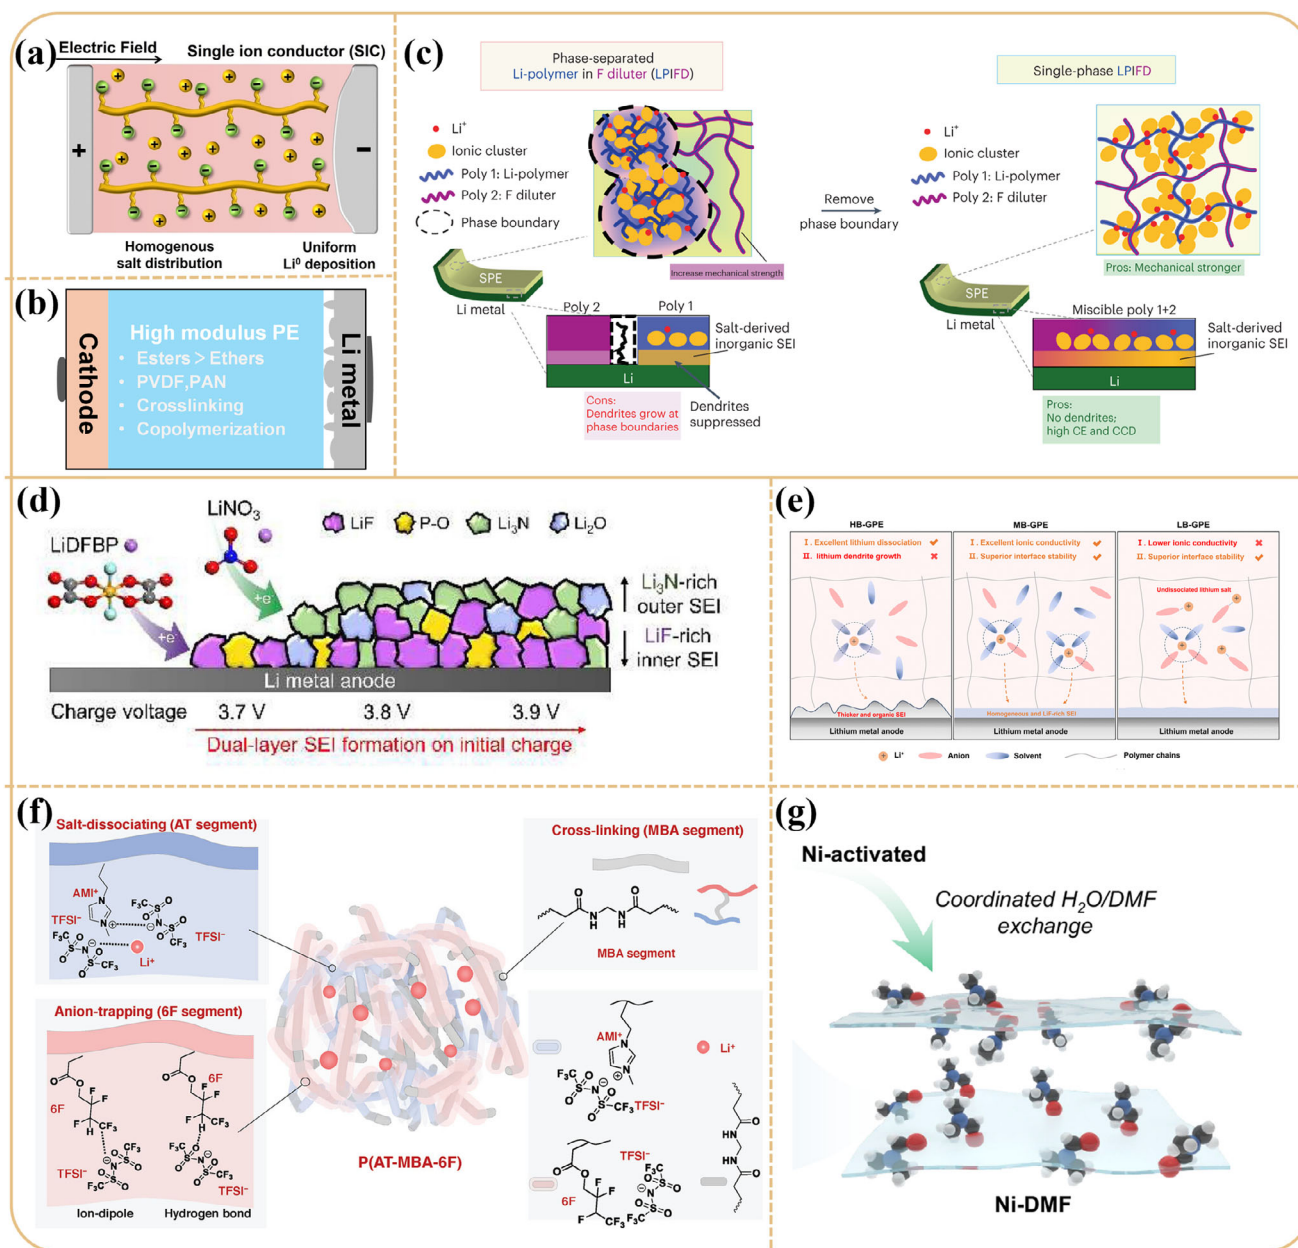 (a)
Electric Field
Single ion conductor (SIC)
+
−
Homogenous
salt distribution
Uniform
Li⁰ deposition
(b)
Cathode
High modulus PE
• Esters > Ethers
• PVDF,PAN
• Crosslinking
• Copolymerization
Li metal
(c)
Phase-separated
Li-polymer in F diluter (LPIFD)
Single-phase LPIFD
Li⁺
Ionic cluster
Poly 1: Li-polymer
Poly 2: F diluter
Phase boundary
Increase mechanical strength
SPE
Li metal
Poly 2
Poly 1
Salt-derived
inorganic SEI
Li
Cons:
Dendrites grow at
phase boundaries
Dendrites
suppressed
Remove
phase boundary
Li⁺
Ionic cluster
Poly 1: Li-polymer
Poly 2: F diluter
Pros: Mechanical stronger
SPE
Li metal
Miscible poly 1+2
Salt-derived
inorganic SEI
Li
Pros:
No dendrites;
high CE and CCD
(d)
LiNO₃
LiF
P-O
Li₃N
Li₂O
LiDFBP
+e⁻
+e⁻
Li₃N-rich
outer SEI
LiF-rich
inner SEI
Li metal anode
Charge voltage 3.7 V 3.8 V 3.9 V
Dual-layer SEI formation on initial charge
(e)
HB-GPE
I . Excellent lithium dissociation ✓
II. lithium dendrite growth ✖
Thicker and organic SEI
Lithium metal anode
MB-GPE
I . Excellent ionic conductivity ✓
II. Superior interface stability ✓
Homogeneous and LiF-rich SEI
Lithium metal anode
LB-GPE
I . Lower ionic conductivity ✖
II. Superior interface stability ✓
Undissociated lithium salt
Lithium metal anode
Li⁺
Anion
Solvent
Polymer chains
(f)
Salt-dissociating (AT segment)
AMI⁺
TFSI⁻
TFSI⁻
Li⁺
Anion-trapping (6F segment)
6F
6F
TFSI⁻
TFSI⁻
Ion-dipole
Hydrogen bond
P(AT-MBA-6F)
Cross-linking (MBA segment)
MBA segment
AMI⁺
Li⁺
TFSI⁻
TFSI⁻
6F
(g)
Ni-activated
Coordinated H₂O/DMF
exchange
Ni-DMF